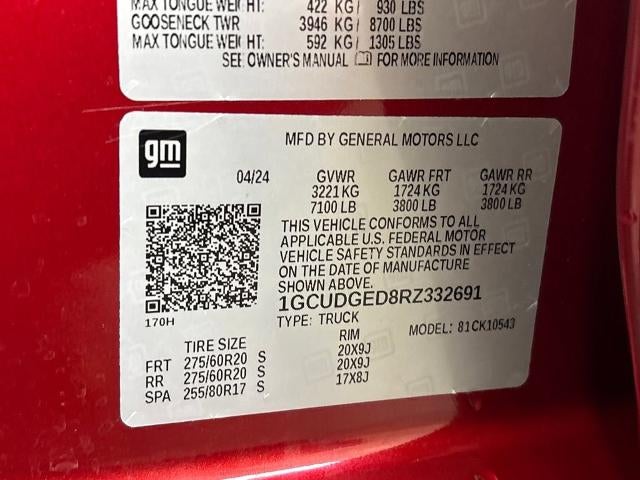 MAX TONGUE WEIGHT: 422 KG/ 930 LBS
GOOSENECK TWR 3946 KG/ 8700 LBS
MAX TONGUE WEIGHT: 592 KG/ 1305 LBS
SEE OWNER'S MANUAL FOR MORE INFORMATION
gm
MFD BY GENERAL MOTORS LLC
04/24 GVWR GAWR FRT GAWR RR
3221 KG 1724 KG 1724 KG
7100 LB 3800 LB 3800 LB
THIS VEHICLE CONFORMS TO ALL
APPLICABLE U.S. FEDERAL MOTOR
VEHICLE SAFETY STANDARDS IN EFFECT
ON THE DATE OF MANUFACTURE
SHOWN ABOVE.
1GCUDGED8RZ332691
170H
TYPE: TRUCK MODEL: 81CK10543
TIRE SIZE RIM
FRT 275/60R20 S 20X9J
RR 275/60R20 S 20X9J
SPA 255/80R17 S 17X8J